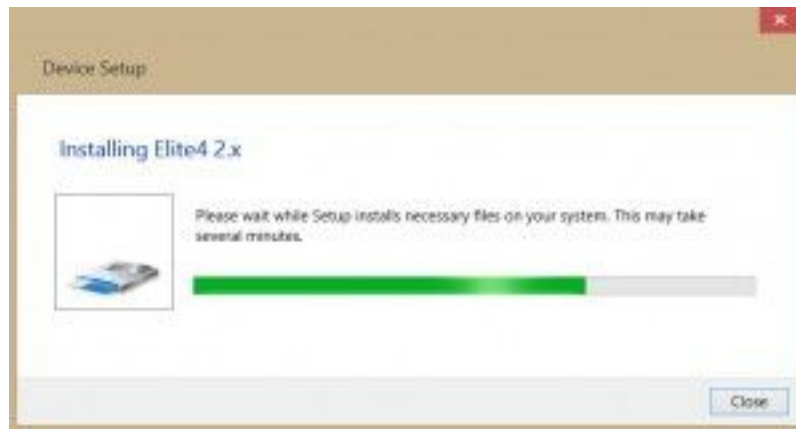 Device Setup
Installing Elite4 2.x
Please wait while Setup installs necessary files on your system. This may take
several minutes.
Close